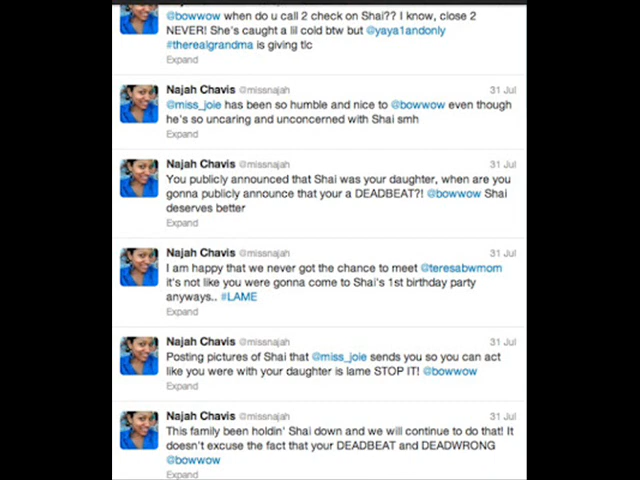 @bowwow when do u call 2 check on Shai?? I know, close 2
NEVER! She's caught a lil cold btw but @yaya1andonly
#therealgrandma is giving tlc
Expand
Najah Chavis @missnajah 31 Jul
@miss_joie has been so humble and nice to @bowwow even though
he's so uncaring and unconcerned with Shai smh
Expand
Najah Chavis @missnajah 31 Jul
You publicly announced that Shai was your daughter, when are you
gonna publicly announce that your a DEADBEAT?! @bowwow Shai
deserves better
Expand
Najah Chavis @missnajah 31 Jul
I am happy that we never got the chance to meet @teresabwmom
it's not like you were gonna come to Shai's 1st birthday party
anyways.. #LAME
Expand
Najah Chavis @missnajah 31 Jul
Posting pictures of Shai that @miss_joie sends you so you can act
like you were with your daughter is lame STOP IT! @bowwow
Expand
Najah Chavis @missnajah 31 Jul
This family been holdin' Shai down and we will continue to do that! It
doesn't excuse the fact that your DEADBEAT and DEADWRONG
@bowwow
Expand